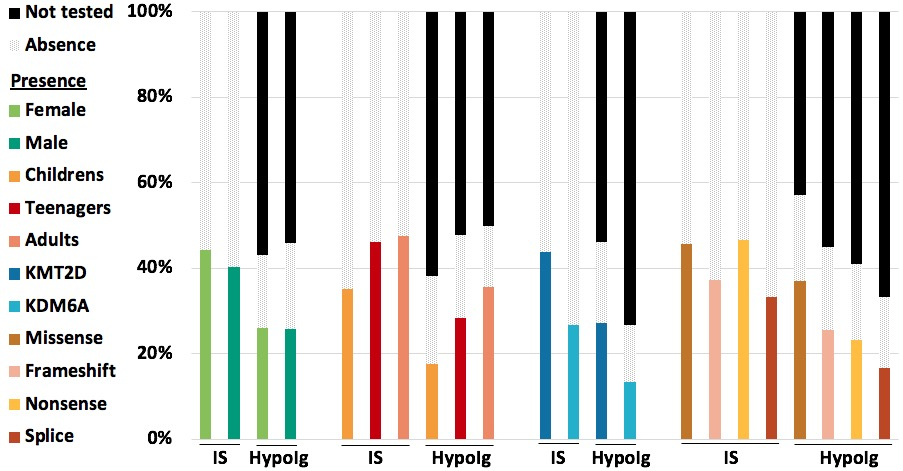 Not tested
Absence
Presence
Female
Male
Childrens
Teenagers
Adults
KMT2D
KDM6A
Missense
Frameshift
Nonsense
Splice
100%
80%
60%
40%
20%
0%
IS HypoIg IS HypoIg IS HypoIg IS HypoIg